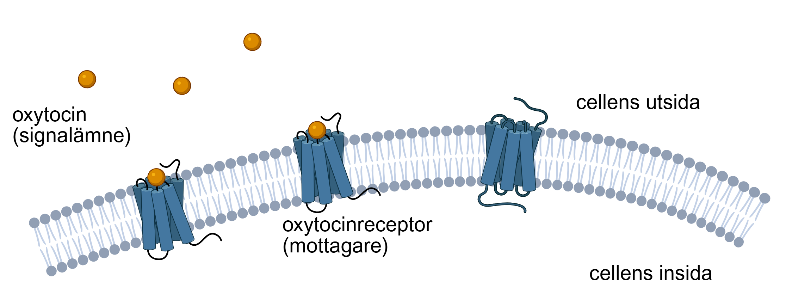 oxytocin
(signalämne)
cellens utsida
oxytocinreceptor
(mottagare)
cellens insida